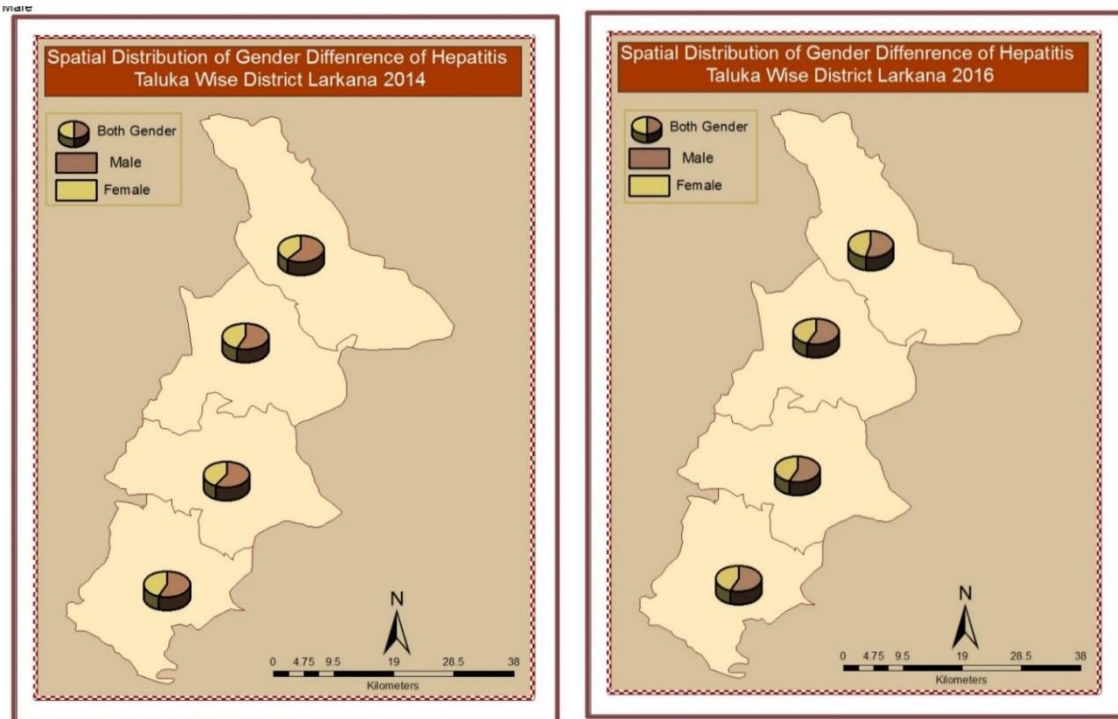 Male
Spatial Distribution of Gender Diffenrence of Hepatitis
Taluka Wise District Larkana 2014
Both Gender
Male
Female
N
0 4.75 9.5 19 28.5 38
Kilometers
Spatial Distribution of Gender Diffenrence of Hepatitis
Taluka Wise District Larkana 2016
Both Gender
Male
Female
N
0 4.75 9.5 19 28.5 38
Kilometers